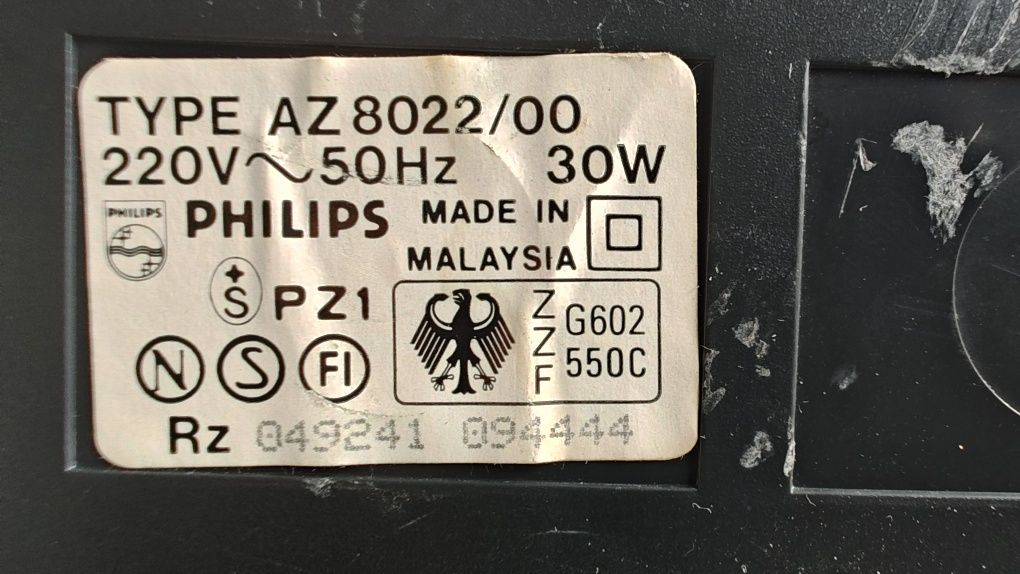 TYPE AZ 8022/00
220V~50Hz 30W
PHILIPS PHILIPS MADE IN
MALAYSIA
S PZ1
ZZF G602
550C
N S FI
Rz 049241 094444